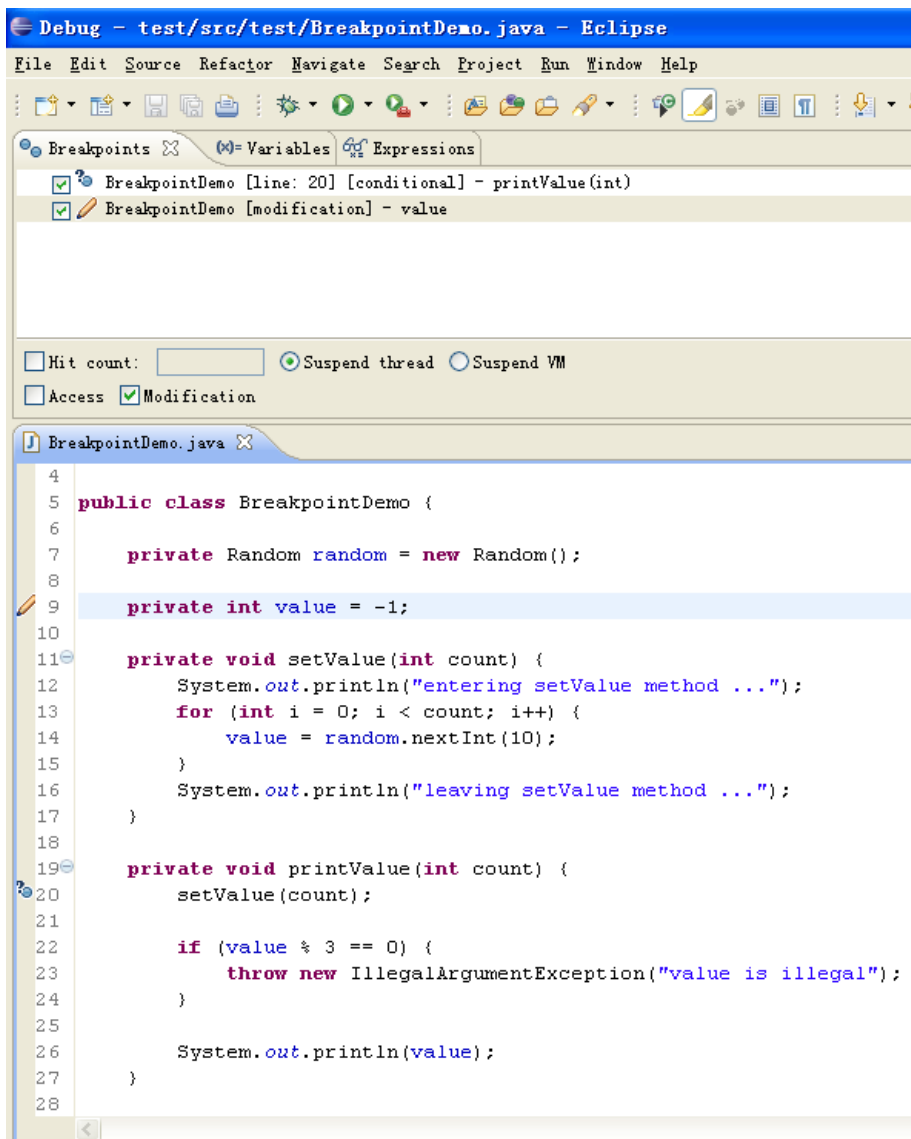 Debug - test/src/test/BreakpointDemo.java - Eclipse
File Edit Source Refactor Navigate Search Project Run Window Help
Breakpoints (x)= Variables Expressions
BreakpointDemo [line: 20] [conditional] - printValue(int)
BreakpointDemo [modification] - value
Hit count: Suspend thread Suspend VM
Access Modification
J BreakpointDemo.java
4
5 public class BreakpointDemo {
6
7 private Random random = new Random();
8
9 private int value = -1;
10
11 private void setValue(int count) {
12 System.out.println("entering setValue method ...");
13 for (int i = 0; i < count; i++) {
14 value = random.nextInt(10);
15 }
16 System.out.println("leaving setValue method ...");
17 }
18
19 private void printValue(int count) {
20 setValue(count);
21
22 if (value % 3 == 0) {
23 throw new IllegalArgumentException("value is illegal");
24 }
25
26 System.out.println(value);
27 }
28